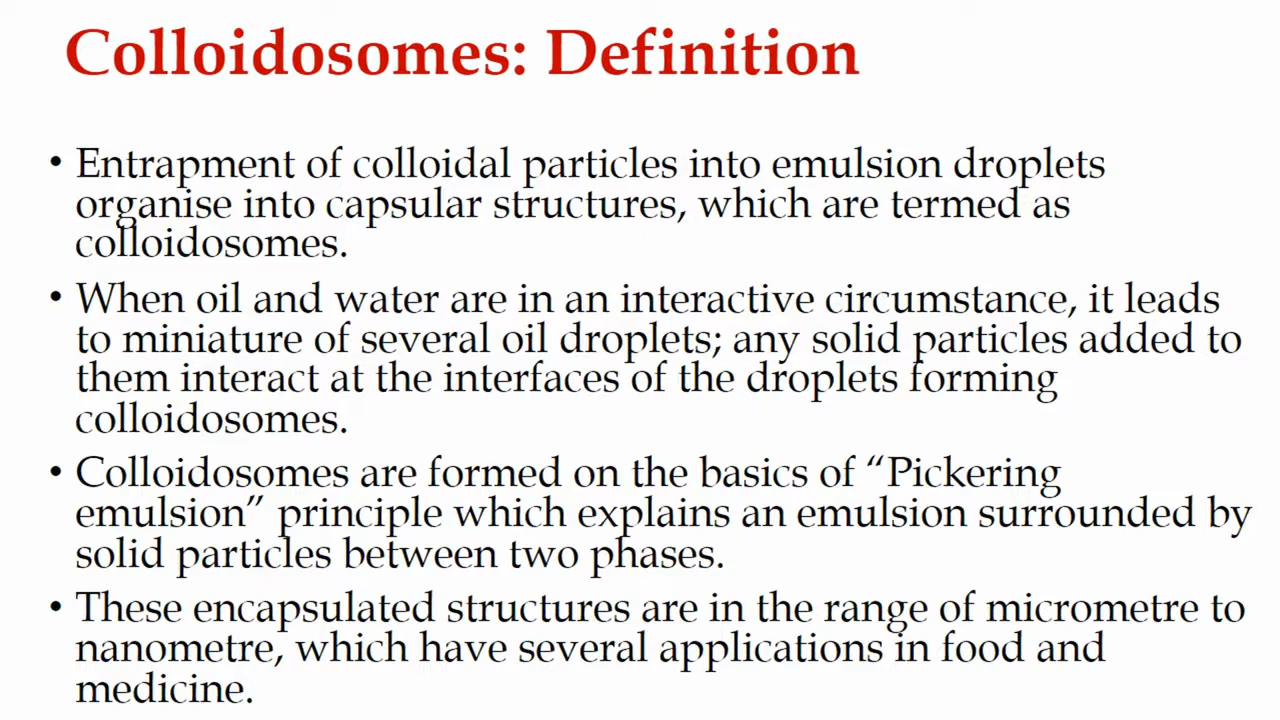 Colloidosomes: Definition
• Entrapment of colloidal particles into emulsion droplets
organise into capsular structures, which are termed as
colloidosomes.
• When oil and water are in an interactive circumstance, it leads
to miniature of several oil droplets; any solid particles added to
them interact at the interfaces of the droplets forming
colloidosomes.
• Colloidosomes are formed on the basics of “Pickering
emulsion” principle which explains an emulsion surrounded by
solid particles between two phases.
• These encapsulated structures are in the range of micrometre to
nanometre, which have several applications in food and
medicine.